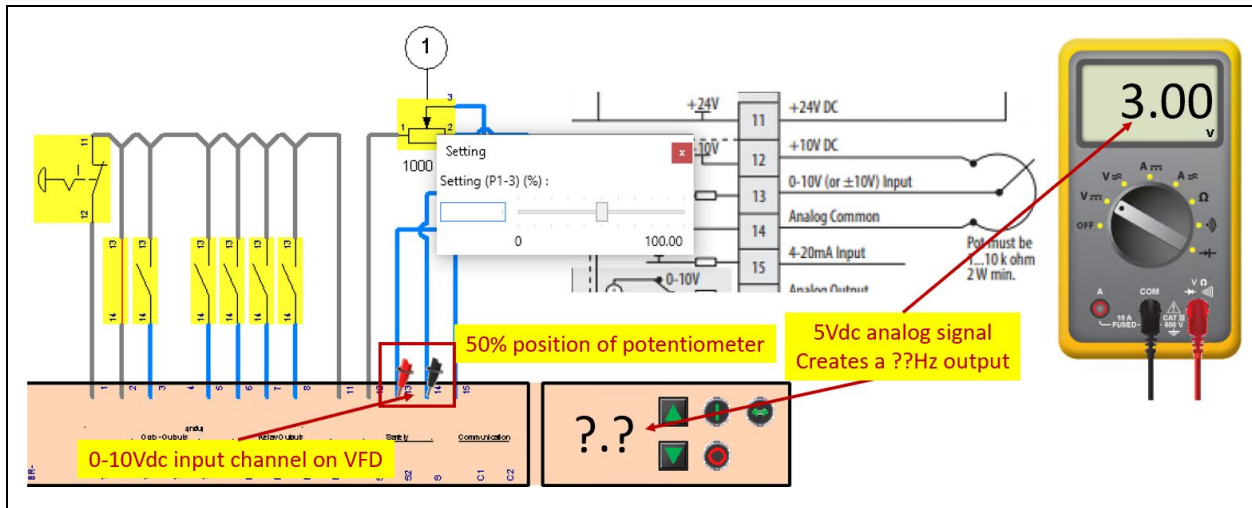 1
3
1
2
1000
11
12
13
13
13
13
13
13
14
14
14
14
14
14
Setting
x
Setting (P1-3) (%) :
0
100.00
+24V
11
+24V DC
-10V
12
+10V DC
13
0-10V (or ±10V) Input
14
Analog Common
15
4-20mA Input
0-10V
Analog Output
Pot must be
1...10 k ohm
2 W min.
3.00
V
V
A
A
V
Ω
OFF
A
COM
V Ω
10 A
FUSED
CAT III
600 V
50% position of potentiometer
5Vdc analog signal
Creates a ??Hz output
1
2
3
4
5
6
7
8
11
13
14
15
Opto-Outputs
Relay Outputs
Safety
Communication
0-10Vdc input channel on VFD
BR-
S2
S
C1
C2
?.?